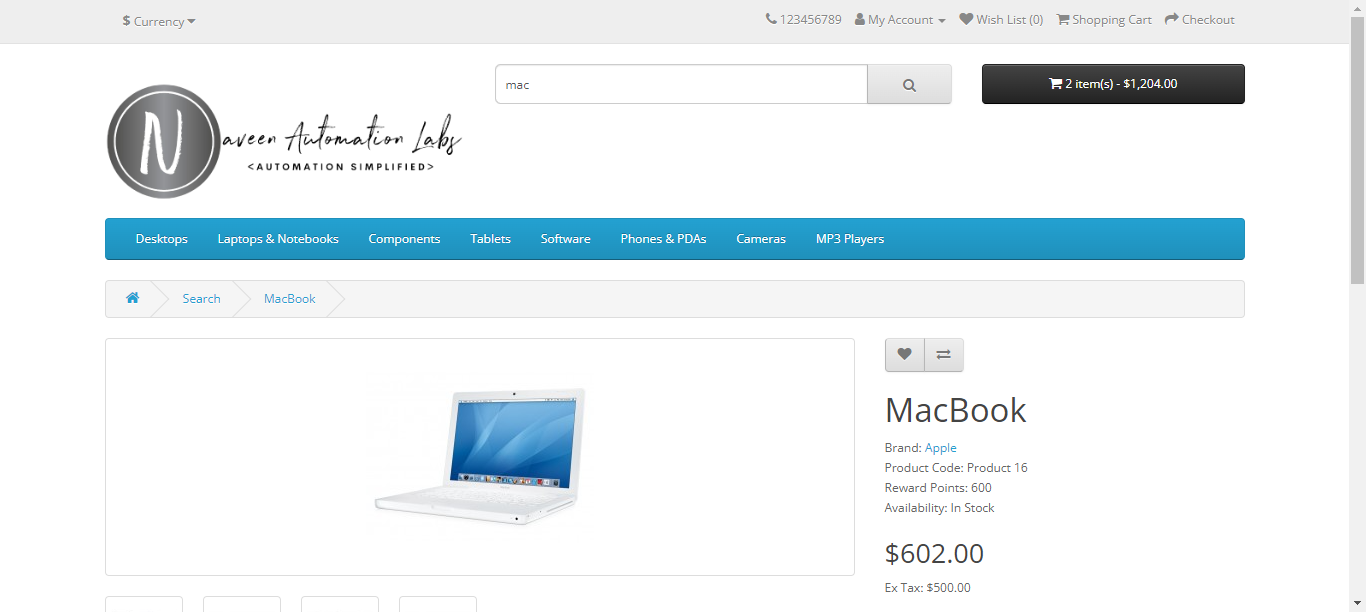 $ Currency
123456789 My Account Wish List (0) Shopping Cart Checkout
mac
2 item(s) - $1,204.00
N aveen Automation Labs
<AUTOMATION SIMPLIFIED>
Desktops Laptops & Notebooks Components Tablets Software Phones & PDAs Cameras MP3 Players
Search MacBook
MacBook
Brand: Apple
Product Code: Product 16
Reward Points: 600
Availability: In Stock
$602.00
Ex Tax: $500.00